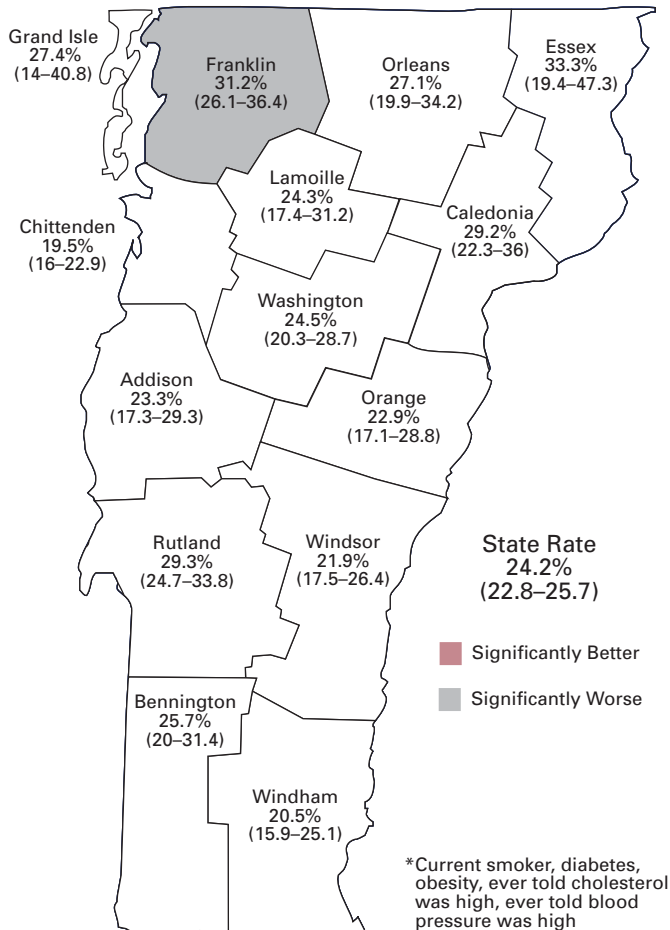 Grand Isle
27.4%
(14–40.8)
Franklin
31.2%
(26.1–36.4)
Orleans
27.1%
(19.9–34.2)
Essex
33.3%
(19.4–47.3)
Lamoille
24.3%
(17.4–31.2)
Chittenden
19.5%
(16–22.9)
Caledonia
29.2%
(22.3–36)
Washington
24.5%
(20.3–28.7)
Addison
23.3%
(17.3–29.3)
Orange
22.9%
(17.1–28.8)
Rutland
29.3%
(24.7–33.8)
Windsor
21.9%
(17.5–26.4)
State Rate
24.2%
(22.8–25.7)
Significantly Better
Significantly Worse
Bennington
25.7%
(20–31.4)
Windham
20.5%
(15.9–25.1)
*Current smoker, diabetes,
obesity, ever told cholesterol
was high, ever told blood
pressure was high